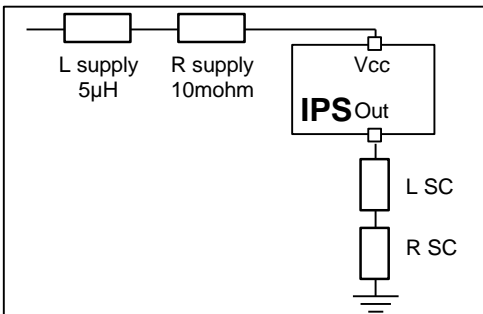 L supply
5µH
R supply
10mohm
Vcc
IPS Out
L SC
R SC